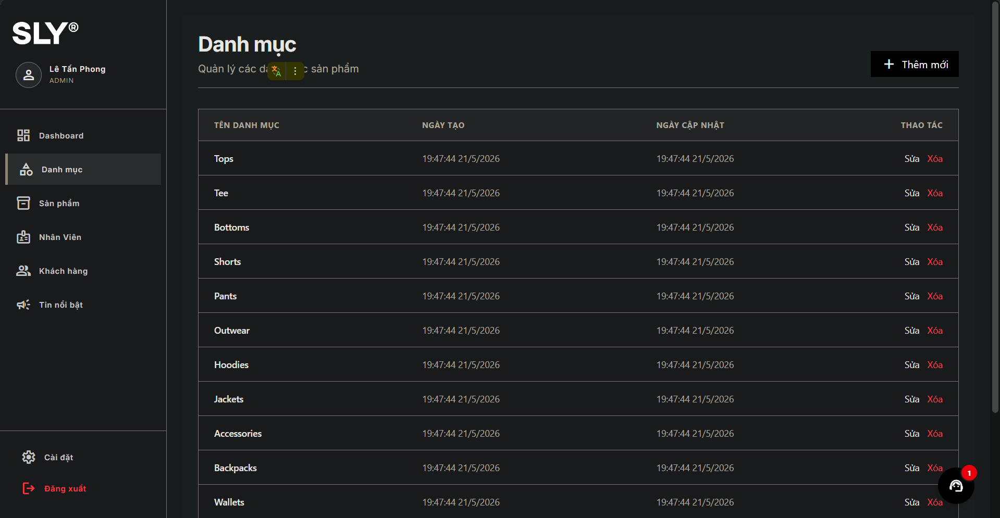 SLY®
Lê Tấn Phong
ADMIN
Dashboard
Danh mục
Sản phẩm
Nhân Viên
Khách hàng
Tin nổi bật
Cài đặt
Đăng xuất
Danh mục
Quản lý các sản phẩm
Thêm mới
TÊN DANH MỤC NGÀY TẠO NGÀY CẬP NHẬT THAO TÁC
Tops 19:47:44 21/5/2026 19:47:44 21/5/2026 Sửa Xóa
Tee 19:47:44 21/5/2026 19:47:44 21/5/2026 Sửa Xóa
Bottoms 19:47:44 21/5/2026 19:47:44 21/5/2026 Sửa Xóa
Shorts 19:47:44 21/5/2026 19:47:44 21/5/2026 Sửa Xóa
Pants 19:47:44 21/5/2026 19:47:44 21/5/2026 Sửa Xóa
Outwear 19:47:44 21/5/2026 19:47:44 21/5/2026 Sửa Xóa
Hoodies 19:47:44 21/5/2026 19:47:44 21/5/2026 Sửa Xóa
Jackets 19:47:44 21/5/2026 19:47:44 21/5/2026 Sửa Xóa
Accessories 19:47:44 21/5/2026 19:47:44 21/5/2026 Sửa Xóa
Backpacks 19:47:44 21/5/2026 19:47:44 21/5/2026 Sửa Xóa
1
Wallets 19:47:44 21/5/2026 19:47:44 21/5/2026 Sửa Xóa